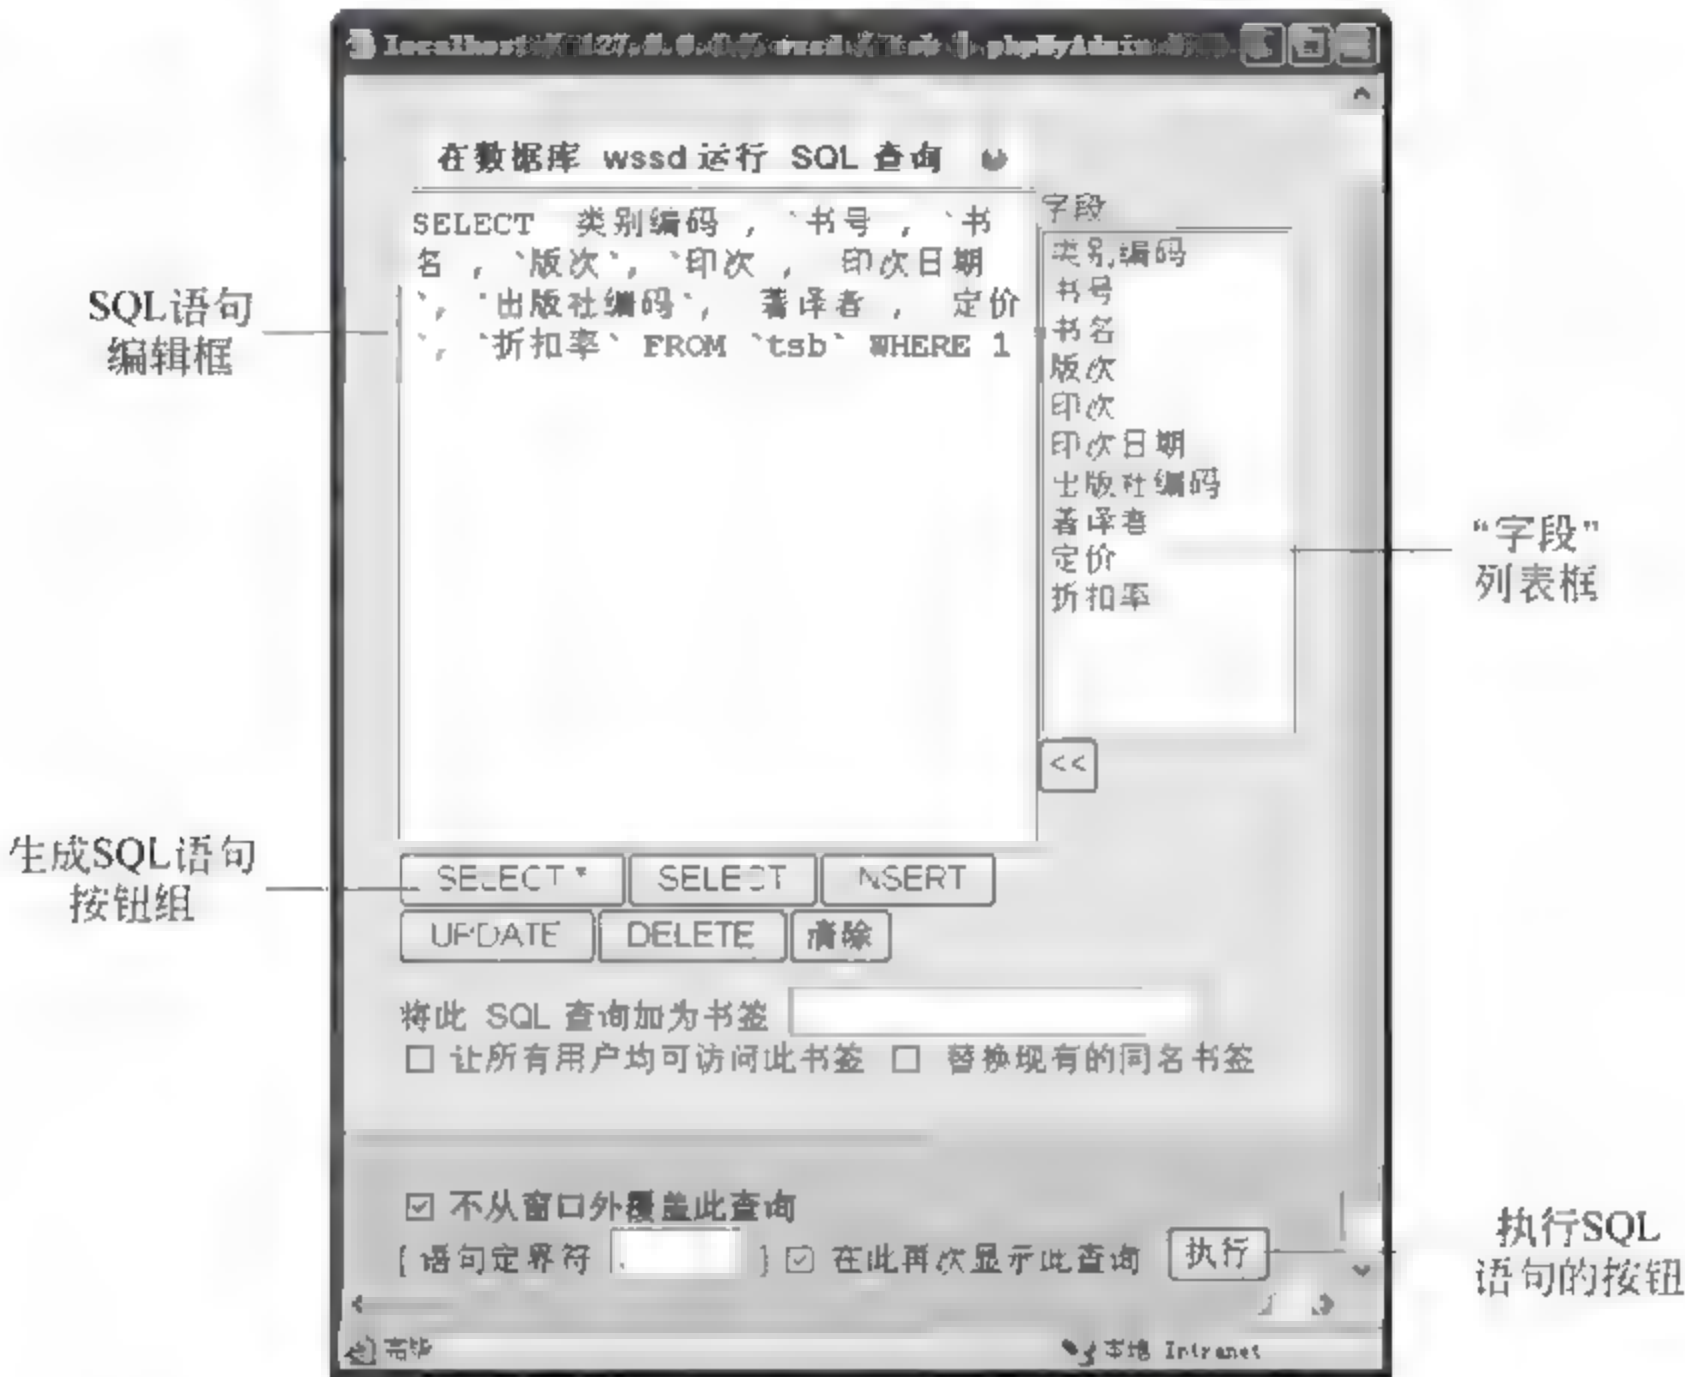 localhost 127.0.0.1 wssd tsb | phpMyAdmin
在数据库 wssd 运行 SQL 查询
SELECT 类别编码 , `书号 , `书
名 , `版次`, `印次 , 印次日期
`, `出版社编码`, 著译者 , 定价
`, `折扣率` FROM `tsb` WHERE 1
字段
类别编码
书号
书名
版次
印次
印次日期
出版社编码
著译者
定价
折扣率
<<
SQL语句
编辑框
“字段”
列表框
生成SQL语句
按钮组
SELECT * SELECT INSERT
UPDATE DELETE 清除
将此 SQL 查询加为书签
让所有用户均可访问此书签 替换现有的同名书签
不从窗口外覆盖此查询
[ 语句定界符 ] 在此再次显示此查询 执行
执行SQL
语句的按钮
本地 Intranet